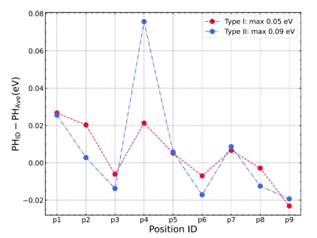 0.08
0.06
0.04
0.02
0.00
−0.02
PH_ID − PH_Ave(eV)
Type I: max 0.05 eV
Type II: max 0.09 eV
p1 p2 p3 p4 p5 p6 p7 p8 p9
Position ID